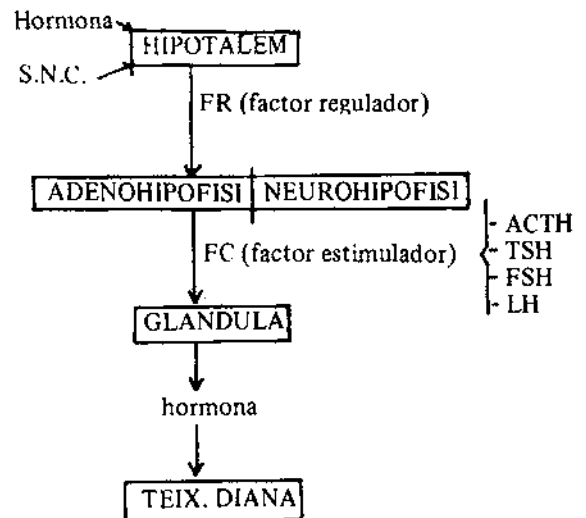 Hormona
HIPOTALEM
S.N.C.
FR (factor regulador)
ADENOHIPOFISI NEUROHIPOFISI
FC (factor estimulador)
- ACTH
- TSH
- FSH
- LH
GLANDULA
hormona
TEIX. DIANA